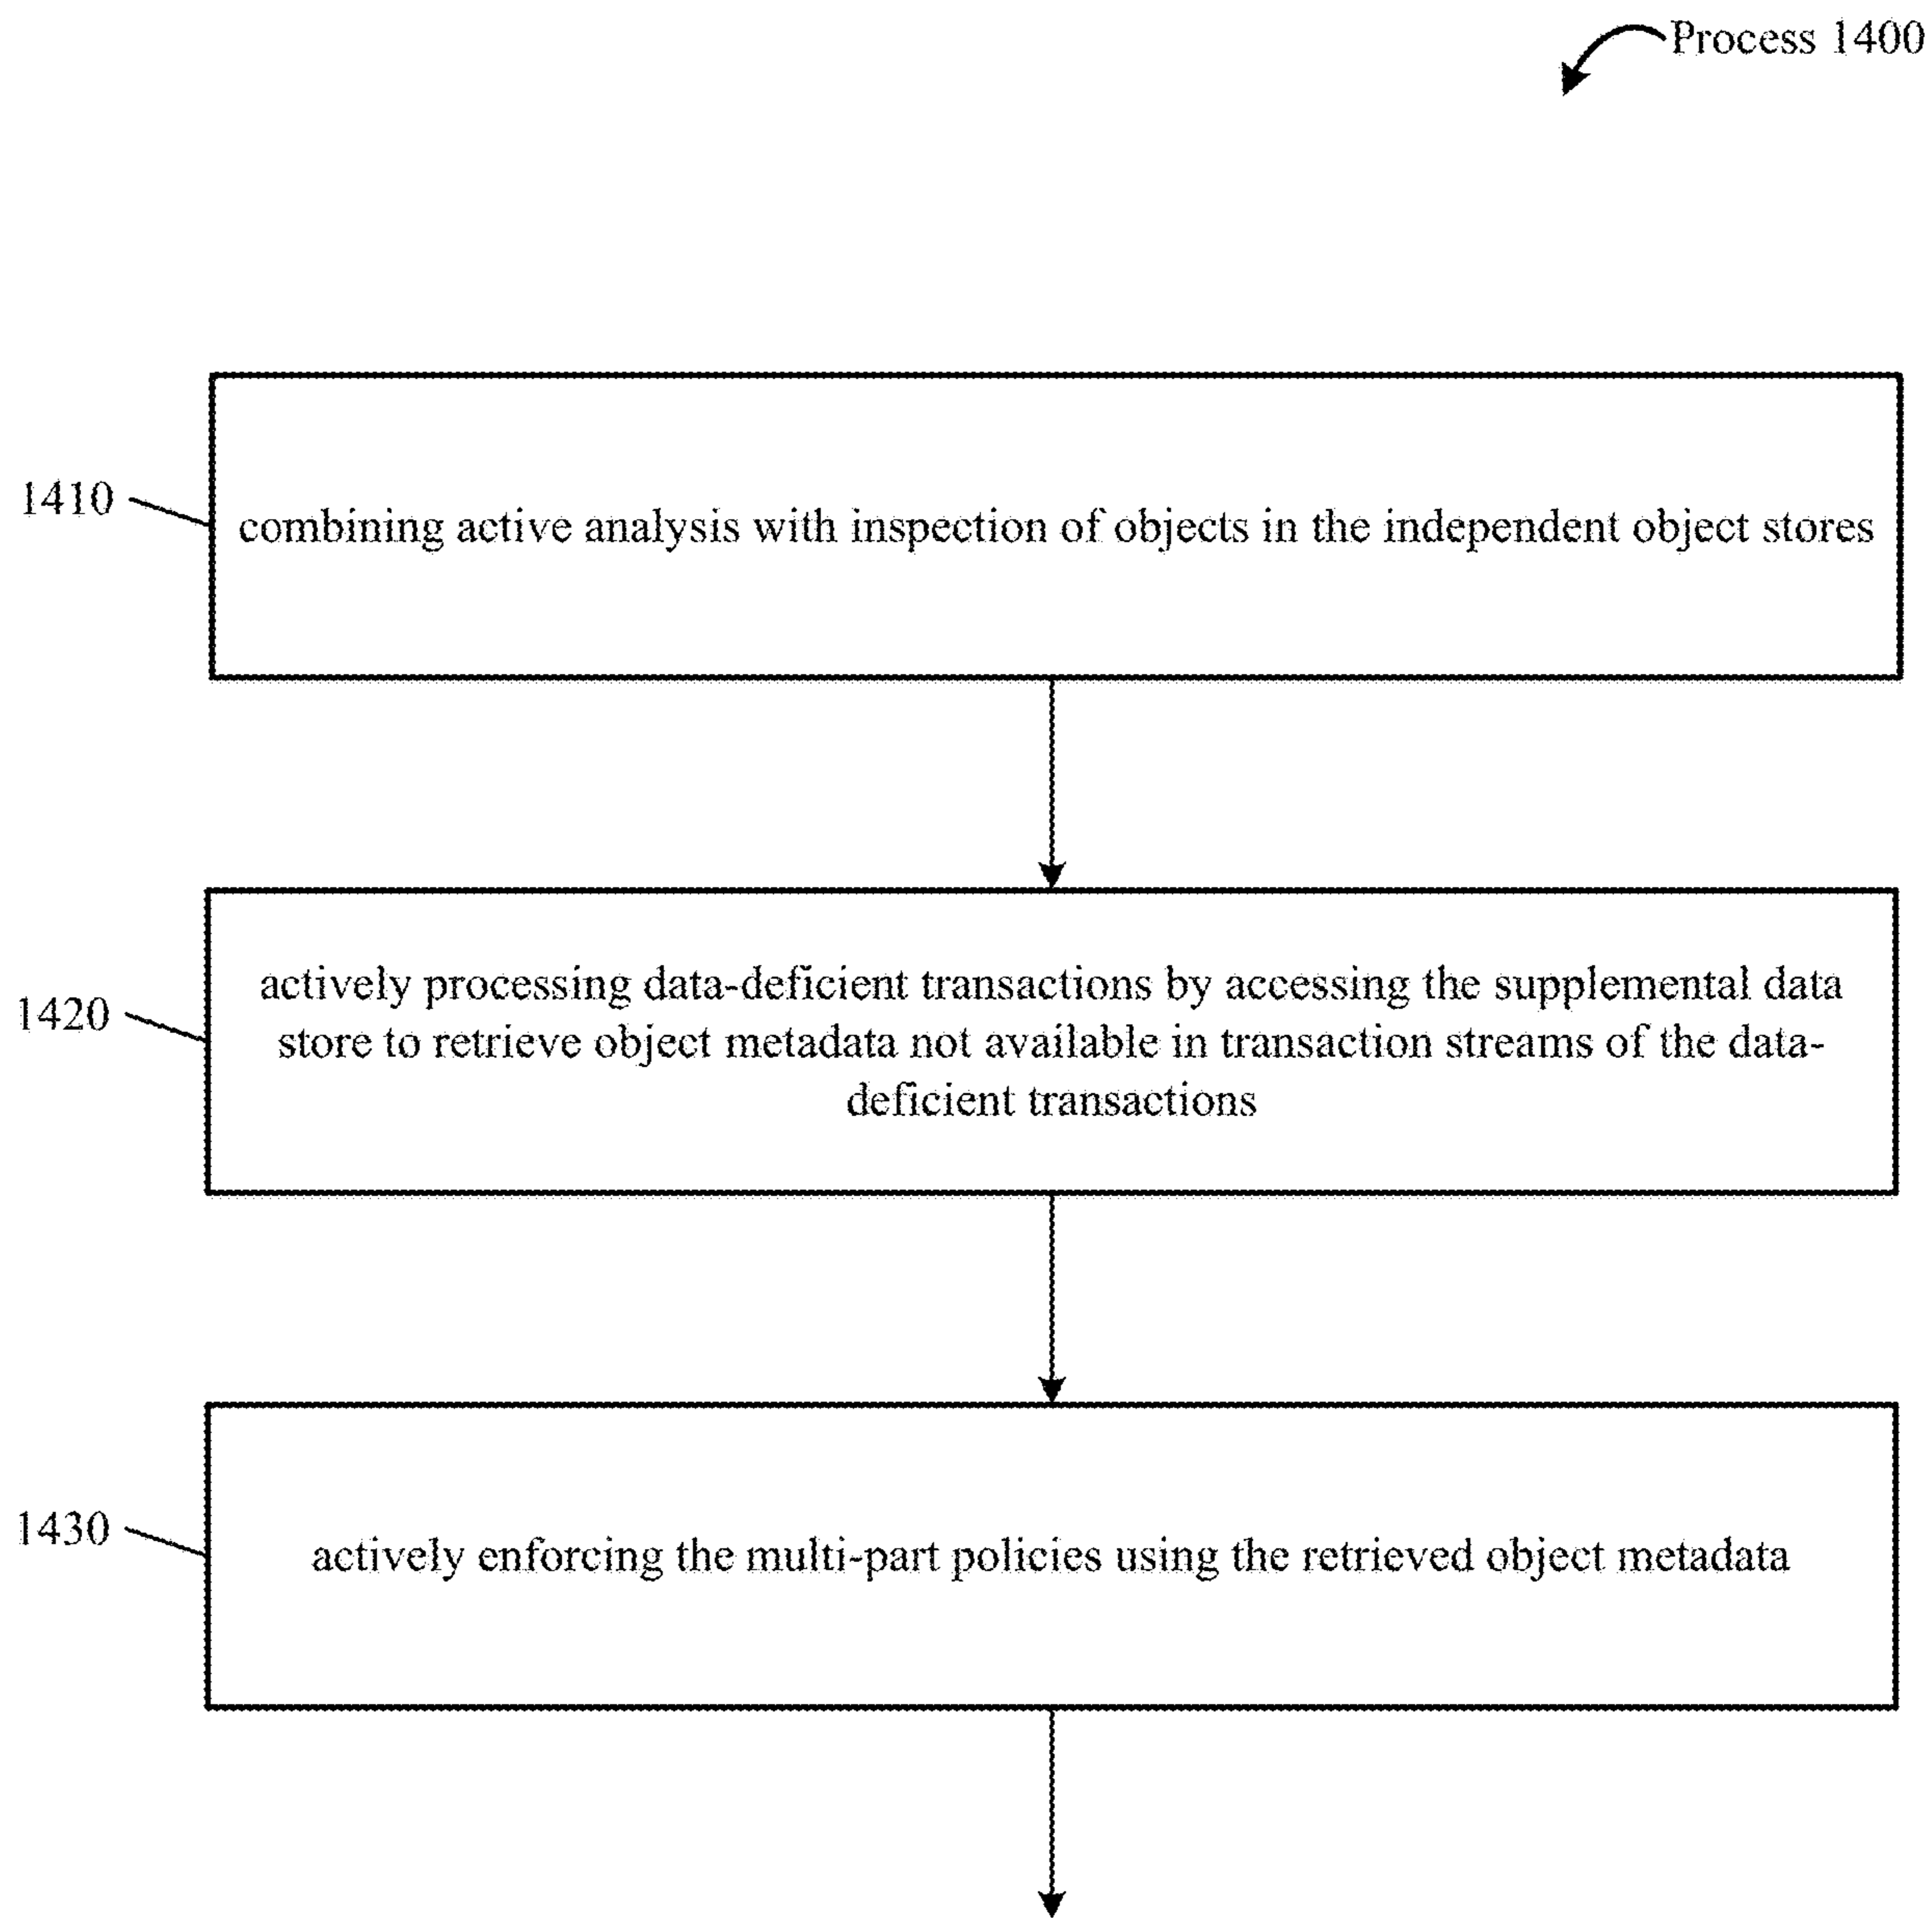 Process 1400
1410
combining active analysis with inspection of objects in the independent object stores
1420
actively processing data-deficient transactions by accessing the supplemental data
store to retrieve object metadata not available in transaction streams of the data-
deficient transactions
1430
actively enforcing the multi-part policies using the retrieved object metadata